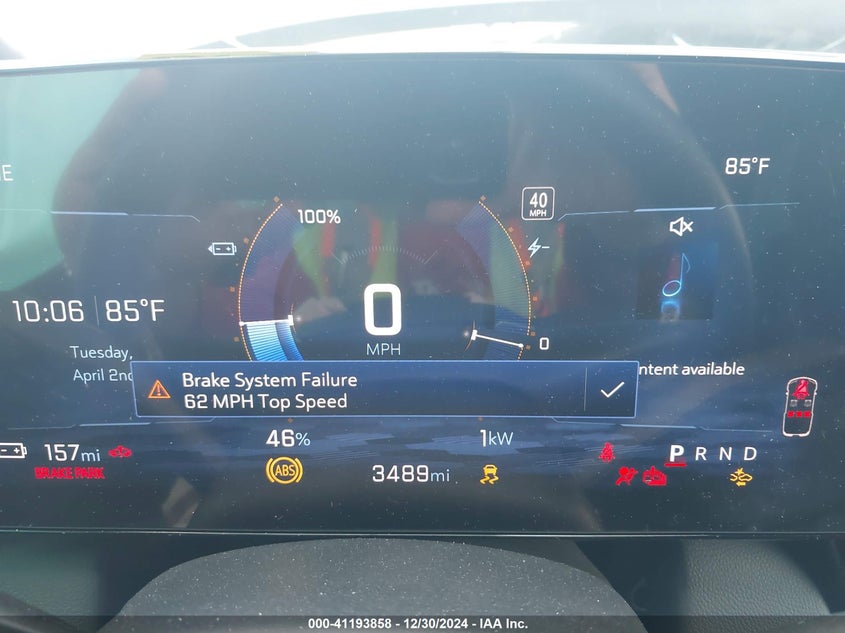 E
85°F
40
MPH
100%
10:06 85°F
0
MPH
0
Tuesday,
April 2nd
ntent available
Brake System Failure
62 MPH Top Speed
157mi
46%
1kW
P R N D
BRAKE PARK
ABS
3489mi
000-41193858 - 12/30/2024 - IAA Inc.